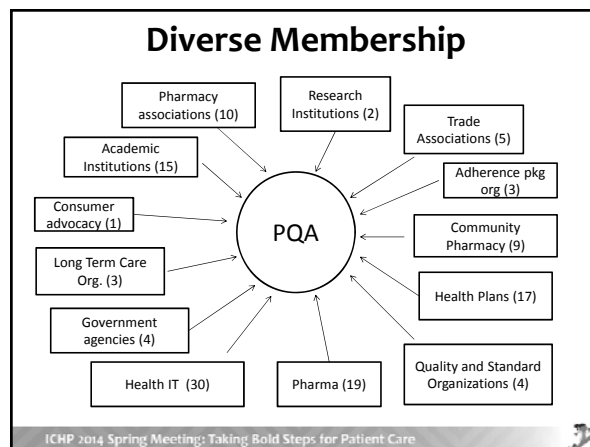 Diverse Membership
Pharmacy
associations (10)
Research
Institutions (2)
Trade
Associations (5)
Academic
Institutions (15)
Adherence pkg
org (3)
Consumer
advocacy (1)
PQA
Community
Pharmacy (9)
Long Term Care
Org. (3)
Health Plans (17)
Government
agencies (4)
Health IT (30)
Pharma (19)
Quality and Standard
Organizations (4)
ICHP 2014 Spring Meeting: Taking Bold Steps for Patient Care